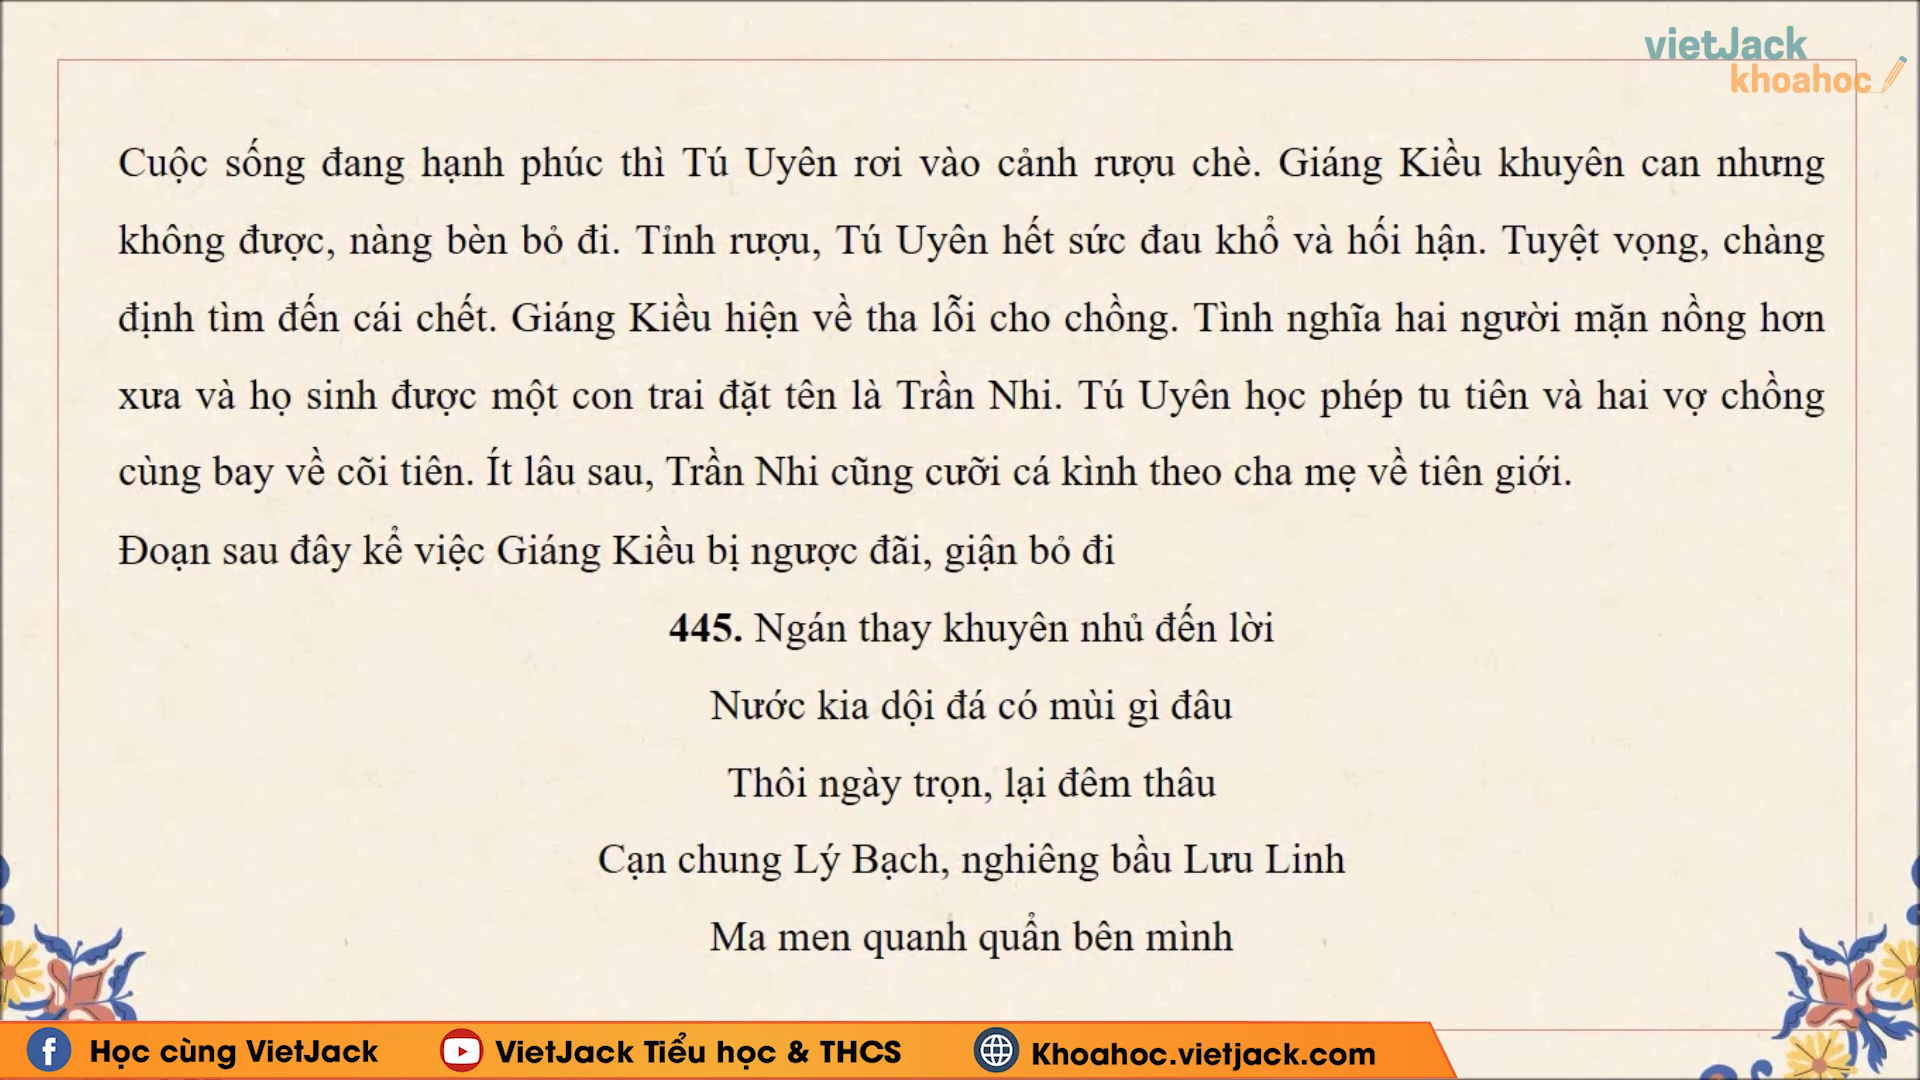 vietJack
khoahoc
Cuộc sống đang hạnh phúc thì Tú Uyên rơi vào cảnh rượu chè. Giáng Kiều khuyên can nhưng
không được, nàng bèn bỏ đi. Tỉnh rượu, Tú Uyên hết sức đau khổ và hối hận. Tuyệt vọng, chàng
định tìm đến cái chết. Giáng Kiều hiện về tha lỗi cho chồng. Tình nghĩa hai người mặn nồng hơn
xưa và họ sinh được một con trai đặt tên là Trần Nhi. Tú Uyên học phép tu tiên và hai vợ chồng
cùng bay về cõi tiên. Ít lâu sau, Trần Nhi cũng cưỡi cá kình theo cha mẹ về tiên giới.
Đoạn sau đây kể việc Giáng Kiều bị ngược đãi, giận bỏ đi
445. Ngán thay khuyên nhủ đến lời
Nước kia dội đá có mùi gì đâu
Thôi ngày trọn, lại đêm thâu
Cạn chung Lý Bạch, nghiêng bầu Lưu Linh
Ma men quanh quẩn bên mình
Học cùng VietJack
VietJack Tiểu học & THCS
Khoahoc.vietjack.com